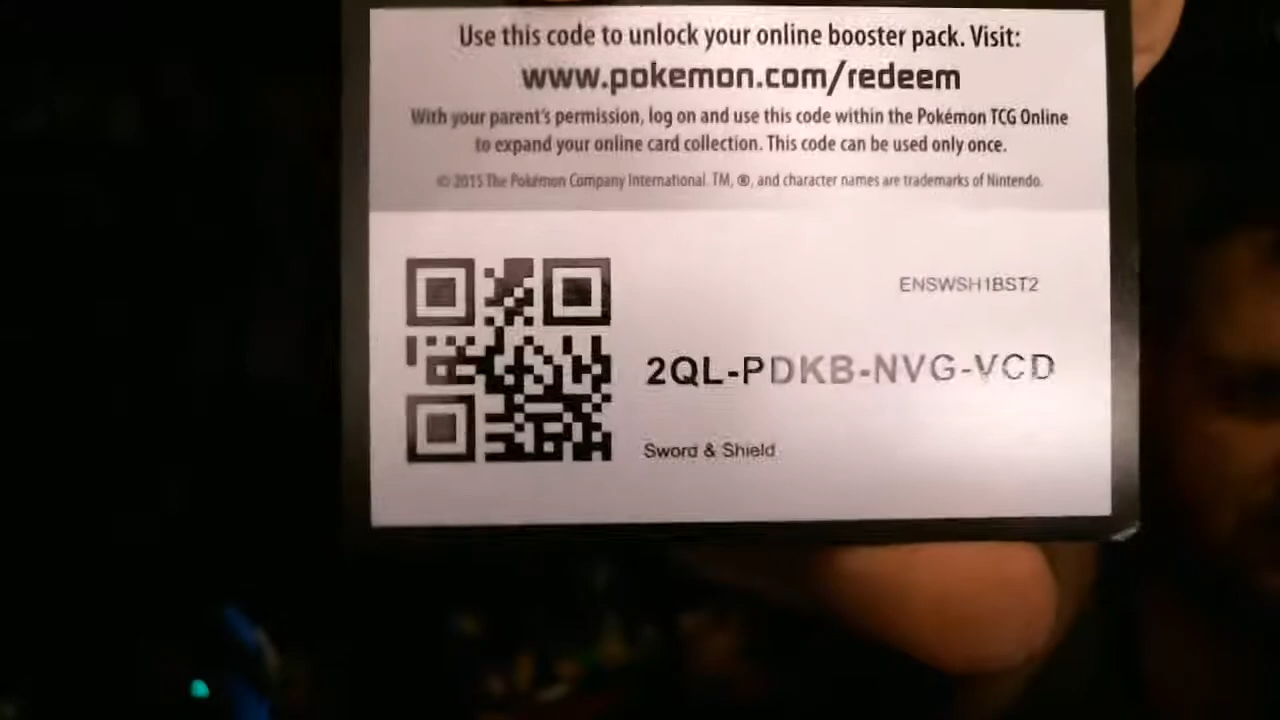 Use this code to unlock your online booster pack. Visit:
www.pokemon.com/redeem
With your parent's permission, log on and use this code within the Pokémon TCG Online
to expand your online card collection. This code can be used only once.
© 2015 The Pokémon Company International. TM, ®, and character names are trademarks of Nintendo.
ENSWSH1BST2
2QL-PDKB-NVG-VCD
Sword & Shield